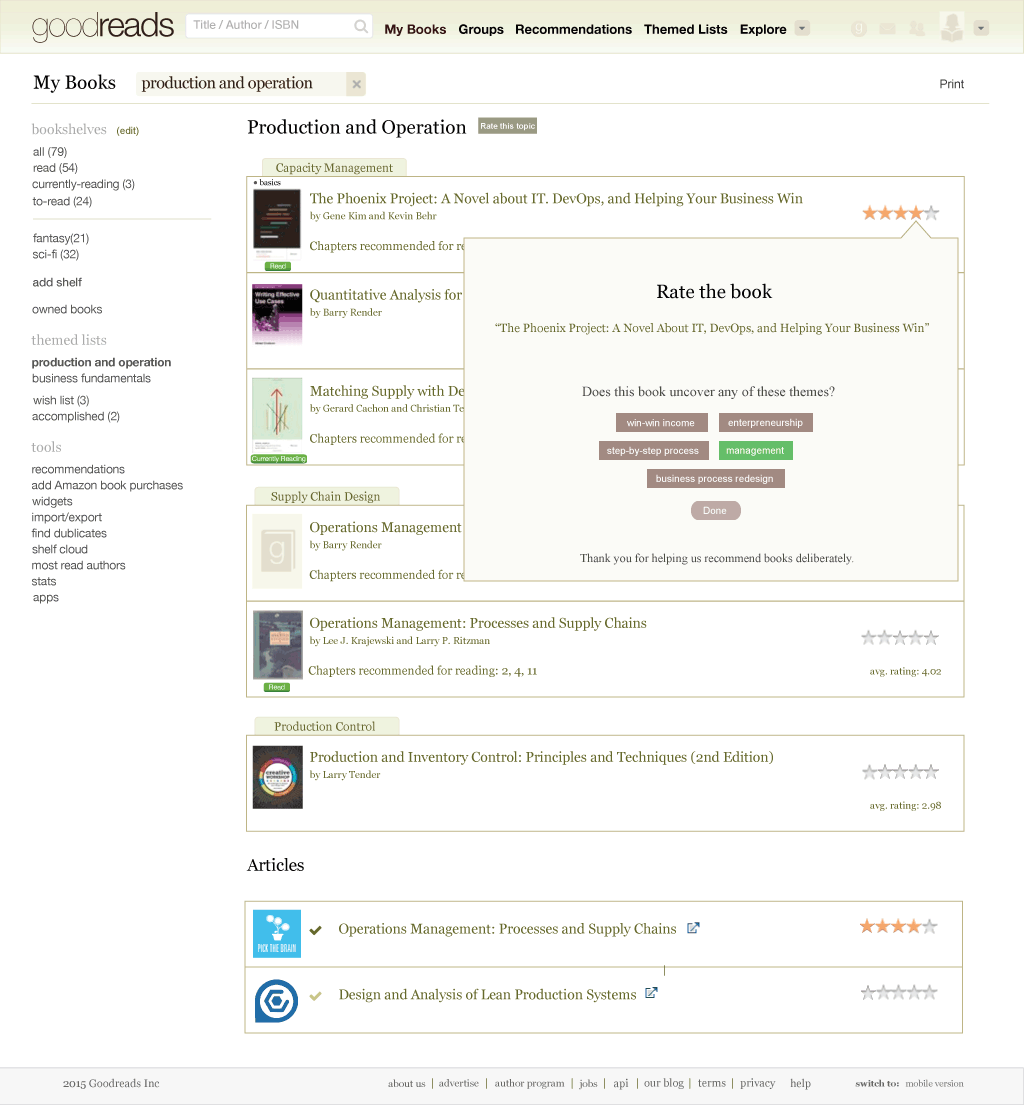 goodreads
Title / Author / ISBN
My Books Groups Recommendations Themed Lists Explore
My Books production and operation × Print
bookshelves (edit)
all (79)
read (54)
currently-reading (3)
to-read (24)
fantasy(21)
sci-fi (32)
add shelf
owned books
themed lists
production and operation
business fundamentals
wish list (3)
accomplished (2)
tools
recommendations
add Amazon book purchases
widgets
import/export
find dublicates
shelf cloud
most read authors
stats
apps
Production and Operation Rate this topic
Capacity Management
• basics
The Phoenix Project: A Novel about IT. DevOps, and Helping Your Business Win
by Gene Kim and Kevin Behr
Chapters recommended for re
Read
Writing Effective
Use Cases
Quantitative Analysis for
by Barry Render
Matching Supply with De
by Gerard Cachon and Christian Te
Chapters recommended for re
Currently Reading
Rate the book
“The Phoenix Project: A Novel About IT, DevOps, and Helping Your Business Win”
Does this book uncover any of these themes?
win-win income enterpreneurship
step-by-step process management
business process redesign
Done
Thank you for helping us recommend books deliberately.
Supply Chain Design
g
Operations Management
by Barry Render
Chapters recommended for re
Operations Management: Processes and Supply Chains
by Lee J. Krajewski and Larry P. Ritzman
Chapters recommended for reading: 2, 4, 11
avg. rating: 4.02
Read
Production Control
creative
WORKSHOP
Production and Inventory Control: Principles and Techniques (2nd Edition)
by Larry Tender
avg. rating: 2.98
Articles
PICK THE BRAIN
Operations Management: Processes and Supply Chains
Design and Analysis of Lean Production Systems
2015 Goodreads Inc about us | advertise | author program | jobs | api | our blog | terms | privacy help switch to: mobile version